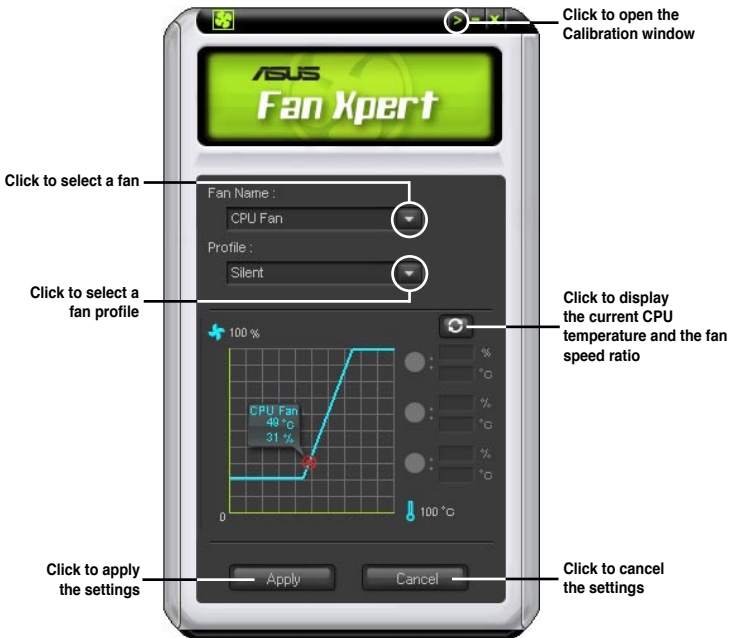 Click to open the
Calibration window
ASUS
Fan Xpert
Click to select a fan
Fan Name :
CPU Fan
Profile :
Silent
Click to select a
fan profile
Click to display
the current CPU
temperature and the fan
speed ratio
100 %
%
°C
%
°C
%
°C
CPU Fan
49 °C
31 %
0
100 °C
Click to apply
the settings
Apply
Cancel
Click to cancel
the settings